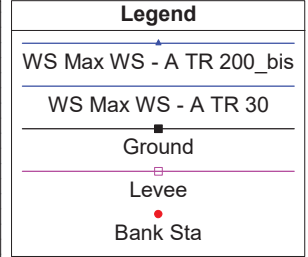 Legend
WS Max WS - A TR 200_bis
WS Max WS - A TR 30
Ground
Levee
Bank Sta